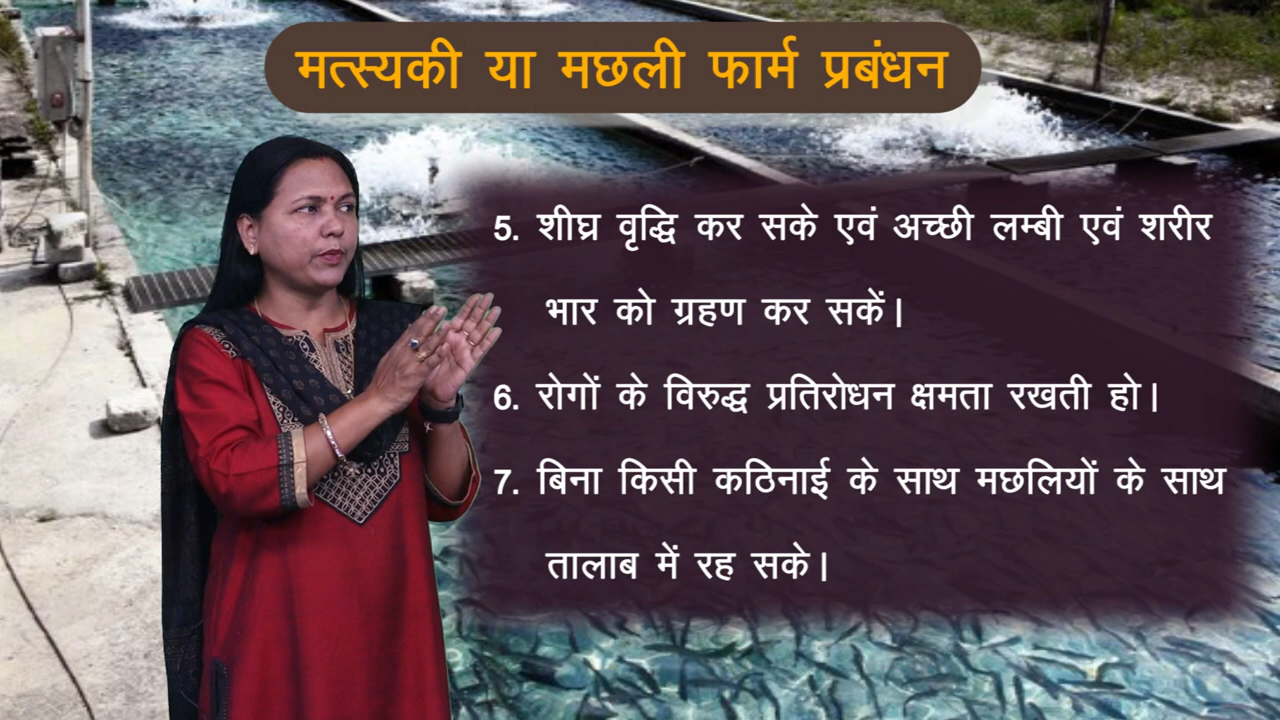 मत्स्यकी या मछली फार्म प्रबंधन
5. शीघ्र वृद्धि कर सके एवं अच्छी लम्बी एवं शरीर
भार को ग्रहण कर सकें।
6. रोगों के विरुद्ध प्रतिरोधन क्षमता रखती हो।
7. बिना किसी कठिनाई के साथ मछलियों के साथ
तालाब में रह सके।